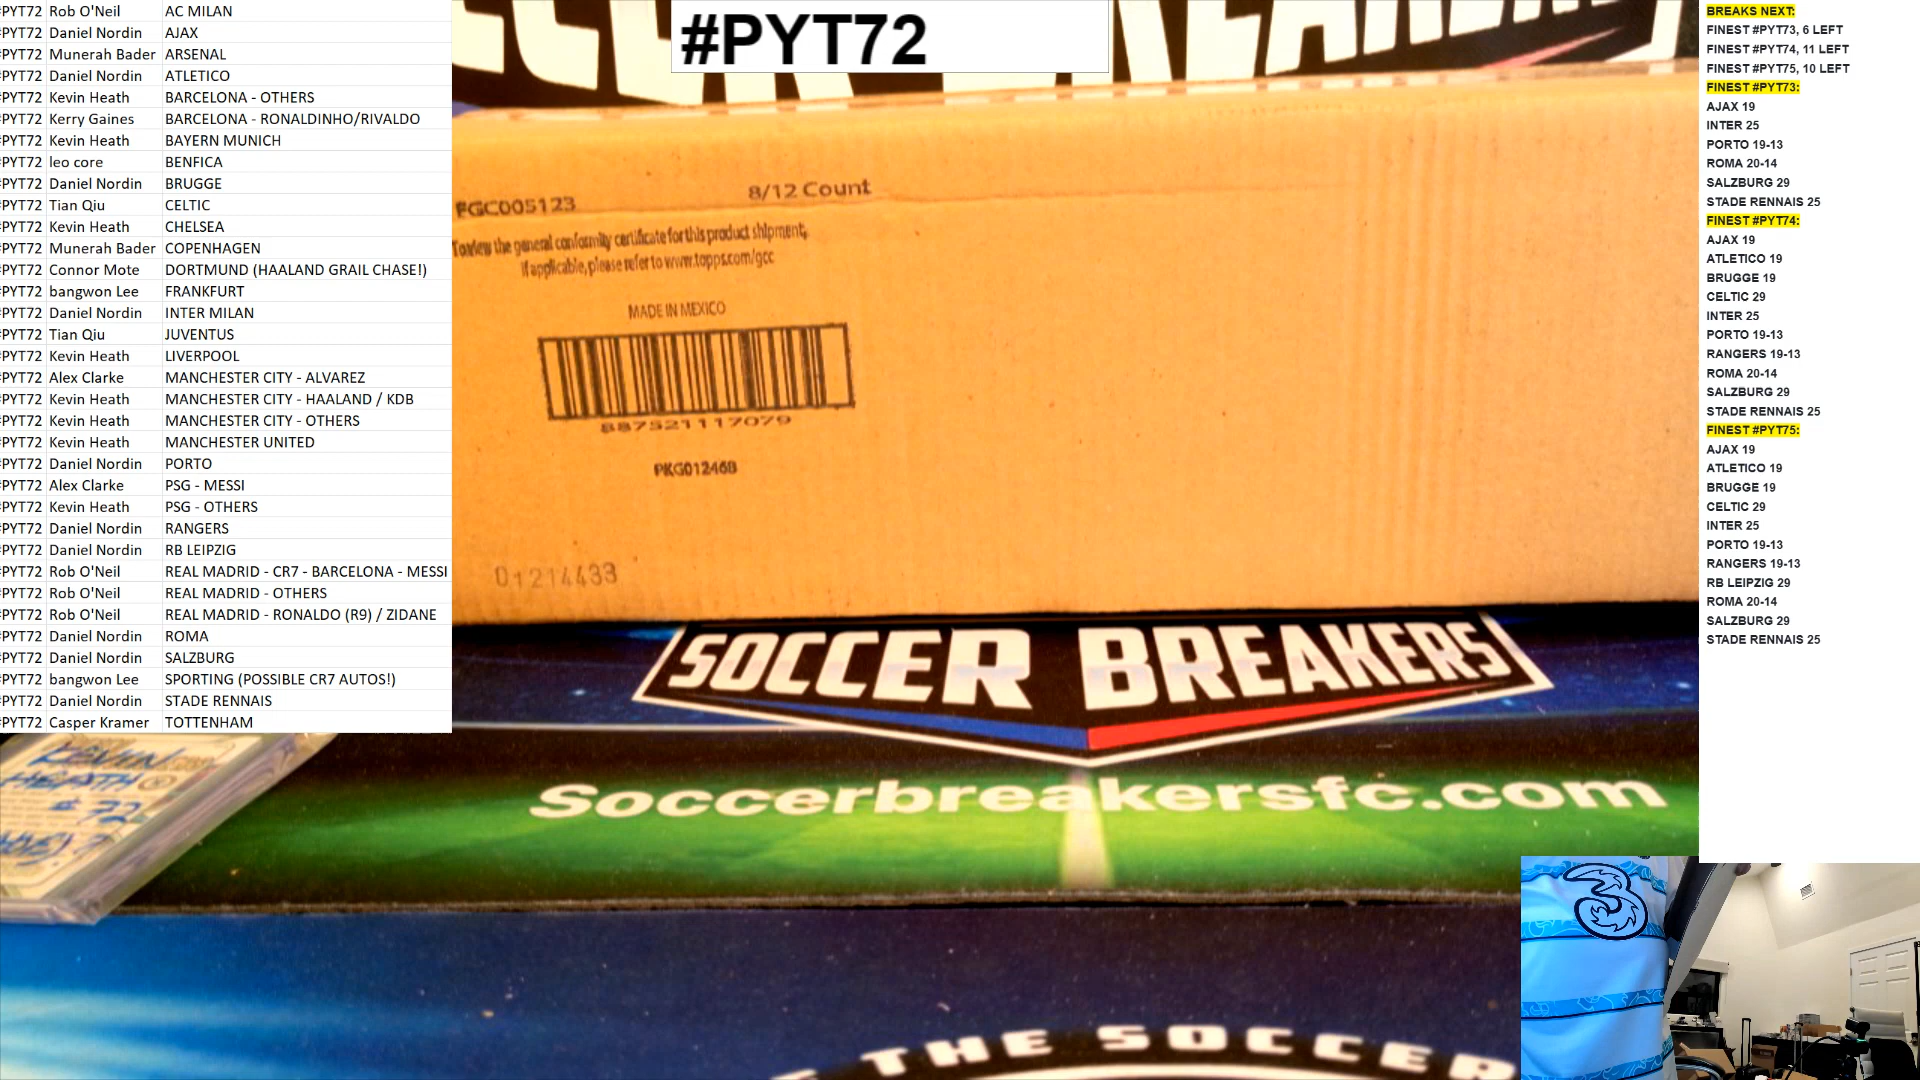 #PYT72 Rob O'Neil AC MILAN
#PYT72 Daniel Nordin AJAX
#PYT72 Munerah Bader ARSENAL
#PYT72 Daniel Nordin ATLETICO
#PYT72 Kevin Heath BARCELONA - OTHERS
#PYT72 Kerry Gaines BARCELONA - RONALDINHO/RIVALDO
#PYT72 Kevin Heath BAYERN MUNICH
#PYT72 leo core BENFICA
#PYT72 Daniel Nordin BRUGGE
#PYT72 Tian Qiu CELTIC
#PYT72 Kevin Heath CHELSEA
#PYT72 Munerah Bader COPENHAGEN
#PYT72 Connor Mote DORTMUND (HAALAND GRAIL CHASE!)
#PYT72 bangwon Lee FRANKFURT
#PYT72 Daniel Nordin INTER MILAN
#PYT72 Tian Qiu JUVENTUS
#PYT72 Kevin Heath LIVERPOOL
#PYT72 Alex Clarke MANCHESTER CITY - ALVAREZ
#PYT72 Kevin Heath MANCHESTER CITY - HAALAND / KDB
#PYT72 Kevin Heath MANCHESTER CITY - OTHERS
#PYT72 Kevin Heath MANCHESTER UNITED
#PYT72 Daniel Nordin PORTO
#PYT72 Alex Clarke PSG - MESSI
#PYT72 Kevin Heath PSG - OTHERS
#PYT72 Daniel Nordin RANGERS
#PYT72 Daniel Nordin RB LEIPZIG
#PYT72 Rob O'Neil REAL MADRID - CR7 - BARCELONA - MESSI
#PYT72 Rob O'Neil REAL MADRID - OTHERS
#PYT72 Rob O'Neil REAL MADRID - RONALDO (R9) / ZIDANE
#PYT72 Daniel Nordin ROMA
#PYT72 Daniel Nordin SALZBURG
#PYT72 bangwon Lee SPORTING (POSSIBLE CR7 AUTOS!)
#PYT72 Daniel Nordin STADE RENNAIS
#PYT72 Casper Kramer TOTTENHAM
#PYT72
FGC005123
8/12 Count
To view the general conformity certificate for this product shipment,
if applicable, please refer to www.topps.com/gcc
MADE IN MEXICO
887521117079
PKG012468
01214433
SOCCER BREAKERS
Soccerbreakersfc.com
THE SOCCER
KEVIN
HEATH
# 72
3
BREAKS NEXT:
FINEST #PYT73, 6 LEFT
FINEST #PYT74, 11 LEFT
FINEST #PYT75, 10 LEFT
FINEST #PYT73:
AJAX 19
INTER 25
PORTO 19-13
ROMA 20-14
SALZBURG 29
STADE RENNAIS 25
FINEST #PYT74:
AJAX 19
ATLETICO 19
BRUGGE 19
CELTIC 29
INTER 25
PORTO 19-13
RANGERS 19-13
ROMA 20-14
SALZBURG 29
STADE RENNAIS 25
FINEST #PYT75:
AJAX 19
ATLETICO 19
BRUGGE 19
CELTIC 29
INTER 25
PORTO 19-13
RANGERS 19-13
RB LEIPZIG 29
ROMA 20-14
SALZBURG 29
STADE RENNAIS 25